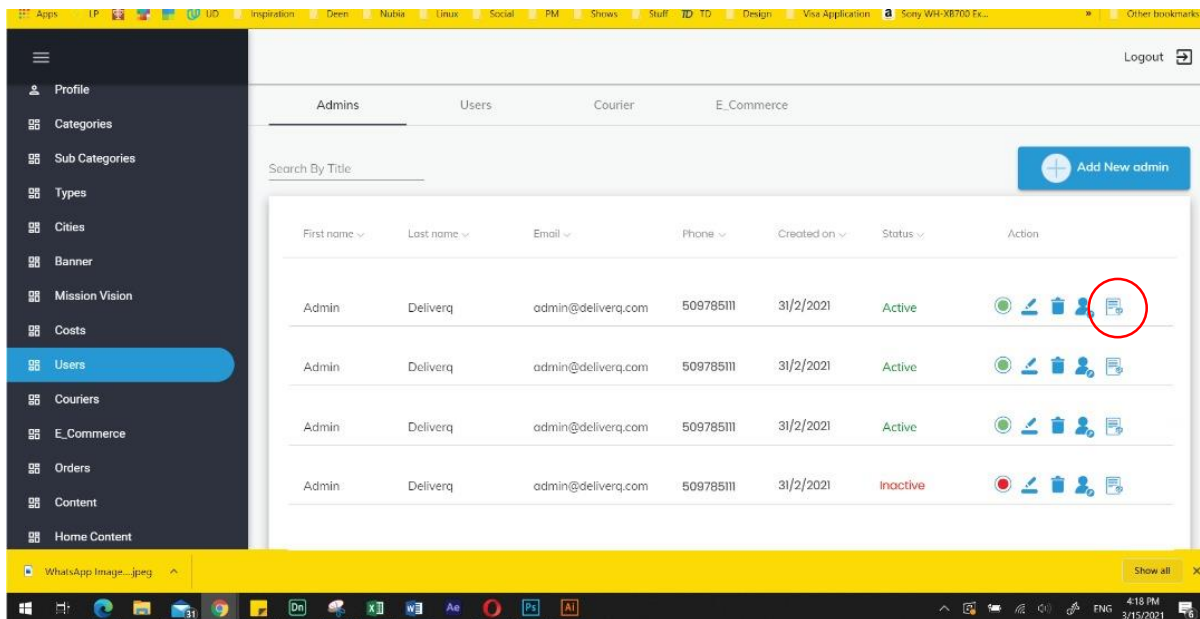 Apps LP UD Inspiration Deen Nubia Linux Social PM Shows Stuff TD TD Design Visa Application a Sony WH-XB700 Ex... » Other bookmarks
Logout
Profile
Admins Users Courier E_Commerce
Categories
Sub Categories
Search By Title
Add New admin
Types
Cities
First name Last name Email Phone Created on Status Action
Banner
Mission Vision
Admin Deliverq admin@deliverq.com 509785111 31/2/2021 Active
Costs
Users
Admin Deliverq admin@deliverq.com 509785111 31/2/2021 Active
Couriers
E_Commerce
Admin Deliverq admin@deliverq.com 509785111 31/2/2021 Active
Orders
Admin Deliverq admin@deliverq.com 509785111 31/2/2021 Inactive
Content
Home Content
WhatsApp Image....jpeg
Show all
31 Dn Ae Ps Ai ENG 4:18 PM
3/15/2021 6